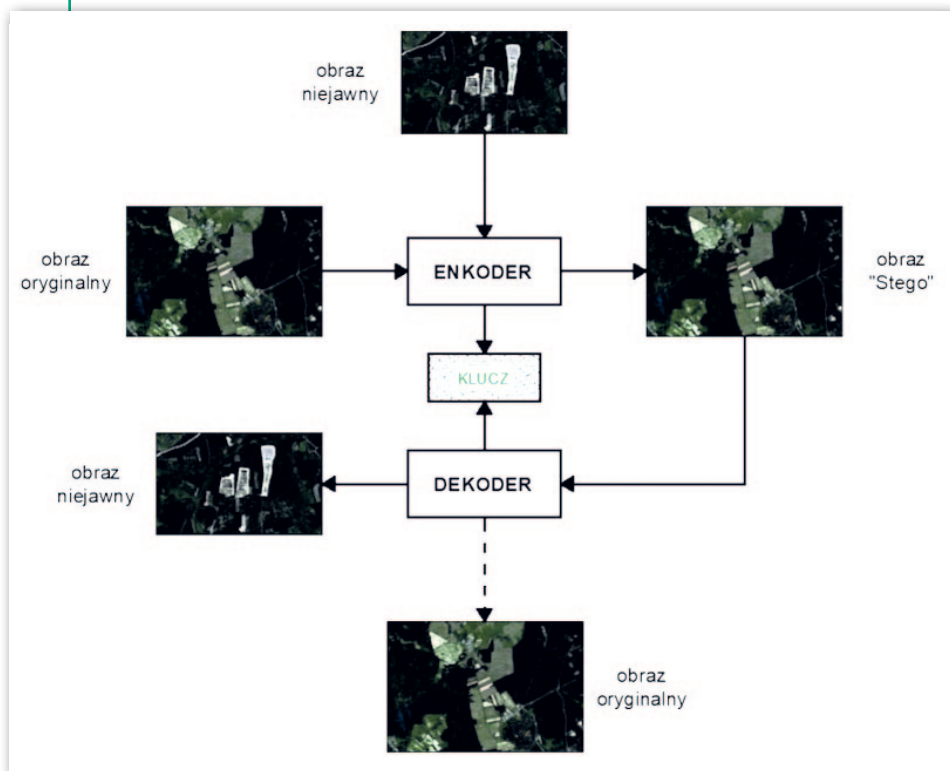 obraz
niejawny
obraz
oryginalny
ENKODER
obraz
"Stego"
KLUCZ
obraz
niejawny
DEKODER
obraz
oryginalny